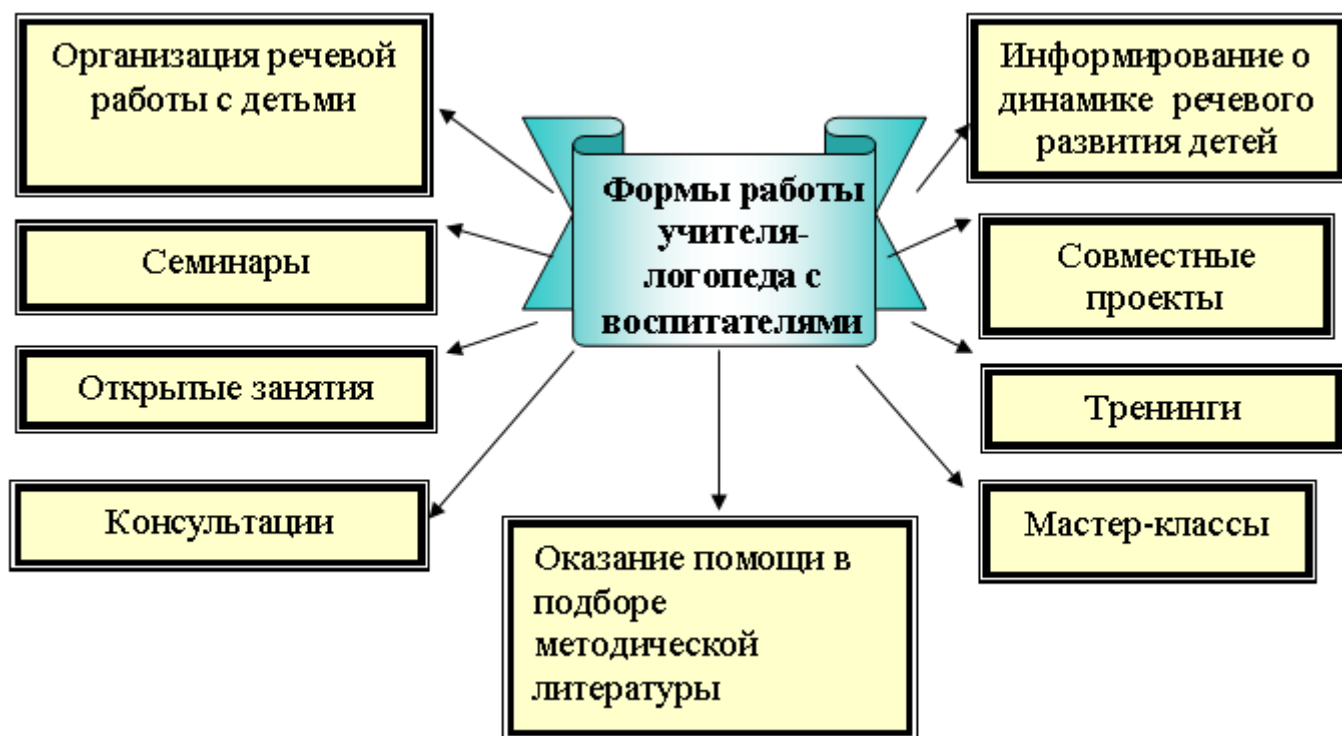 Организация речевой
работы с детьми
Семинары
Открытые занятия
Консультации
Формы работы
учителя-
логопеда с
воспитателями
Оказание помощи в
подборе
методической
литературы
Информирование о
динамике речевого
развития детей
Совместные
проекты
Тренинги
Мастер-классы